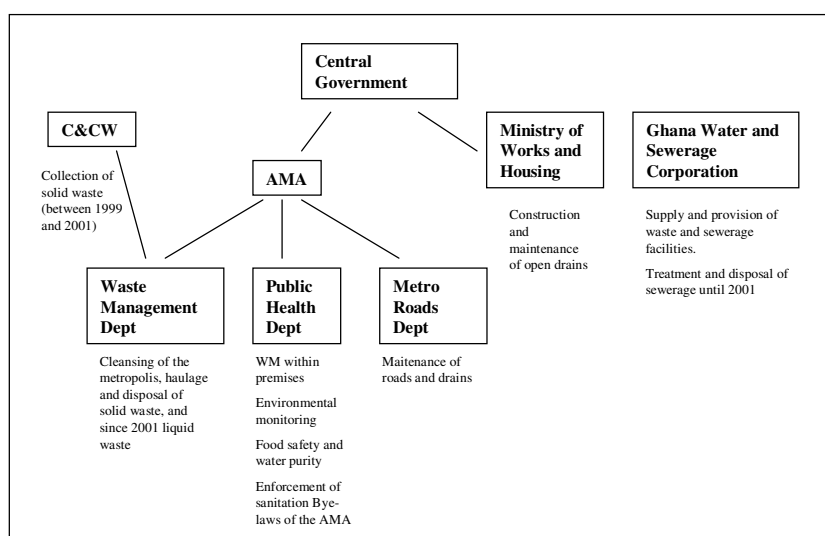 Central
Government
C&CW
Collection of
solid waste
(between 1999
and 2001)
AMA
Ministry of
Works and
Housing
Construction
and
maintenance
of open drains
Ghana Water and
Sewerage
Corporation
Supply and provision of
waste and sewerage
facilities.
Treatment and disposal of
sewerage until 2001
Waste
Management
Dept
Cleansing of the
metropolis, haulage
and disposal of
solid waste, and
since 2001 liquid
waste
Public
Health
Dept
WM within
premises
Environmental
monitoring
Food safety and
water purity
Enforcement of
sanitation Bye-
laws of the AMA
Metro
Roads
Dept
Maitenance of
roads and drains